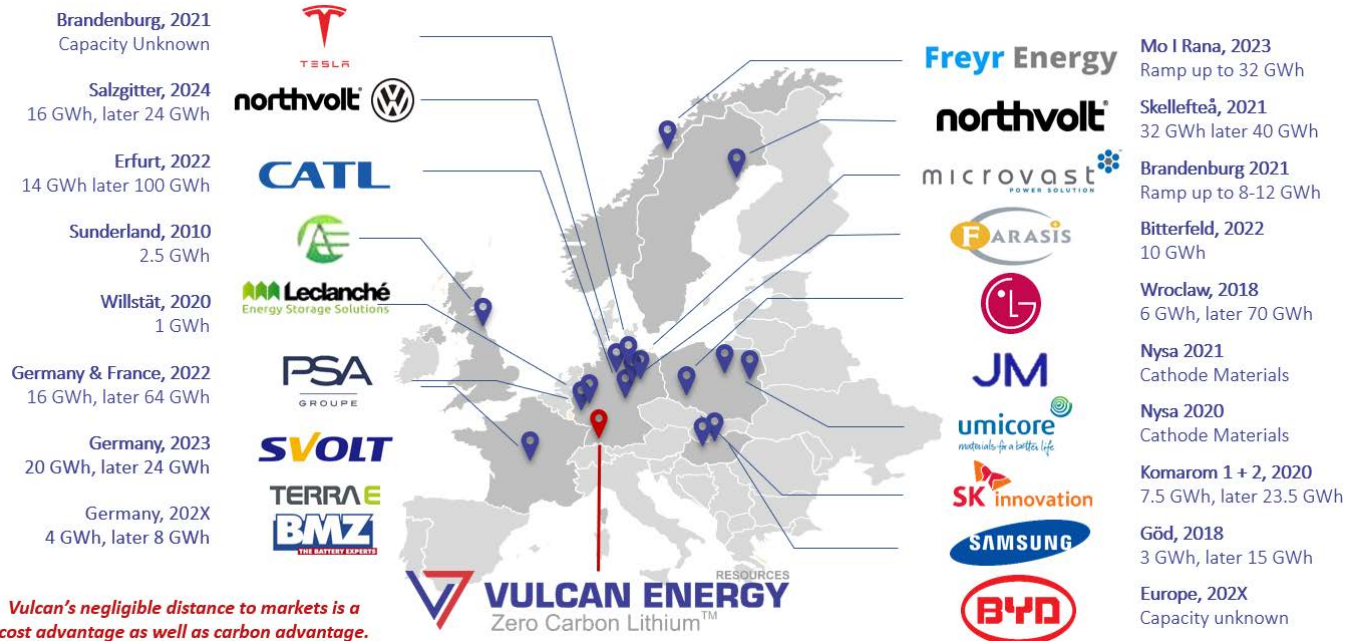 Brandenburg, 2021
Capacity Unknown
TESLA
Salzgitter, 2024
16 GWh, later 24 GWh
northvolt
Erfurt, 2022
14 GWh later 100 GWh
CATL
Sunderland, 2010
2.5 GWh
Willstät, 2020
1 GWh
Leclanché
Energy Storage Solutions
Germany & France, 2022
16 GWh, later 64 GWh
PSA
GROUPE
Germany, 2023
20 GWh, later 24 GWh
SVOLT
Germany, 202X
4 GWh, later 8 GWh
TERRA E
BMZ
THE BATTERY EXPERTS
Vulcan's negligible distance to markets is a
cost advantage as well as carbon advantage.
VULCAN ENERGY
RESOURCES
Zero Carbon Lithium™
Freyr Energy
Mo I Rana, 2023
Ramp up to 32 GWh
northvolt
Skellefteå, 2021
32 GWh later 40 GWh
microvast
POWER SOLUTION
Brandenburg 2021
Ramp up to 8-12 GWh
FARASIS
Bitterfeld, 2022
10 GWh
LG
Wroclaw, 2018
6 GWh, later 70 GWh
JM
Nysa 2021
Cathode Materials
umicore
materials for a better life
Nysa 2020
Cathode Materials
SK innovation
Komarom 1 + 2, 2020
7.5 GWh, later 23.5 GWh
SAMSUNG
Göd, 2018
3 GWh, later 15 GWh
BYD
Europe, 202X
Capacity unknown